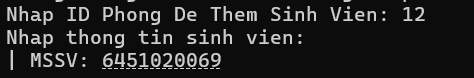 Nhap ID Phong De Them Sinh Vien: 12
Nhap thong tin sinh vien:
| MSSV: 6451020069